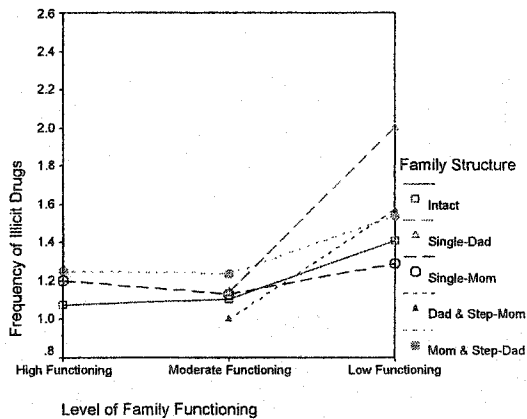 2.6
2.4
2.2
2.0
1.8
1.6
1.4
1.2
1.0
.8
Frequency of Illicit Drugs
High Functioning
Moderate Functioning
Low Functioning
Level of Family Functioning
Family Structure
Intact
Single-Dad
Single-Mom
Dad & Step-Mom
Mom & Step-Dad